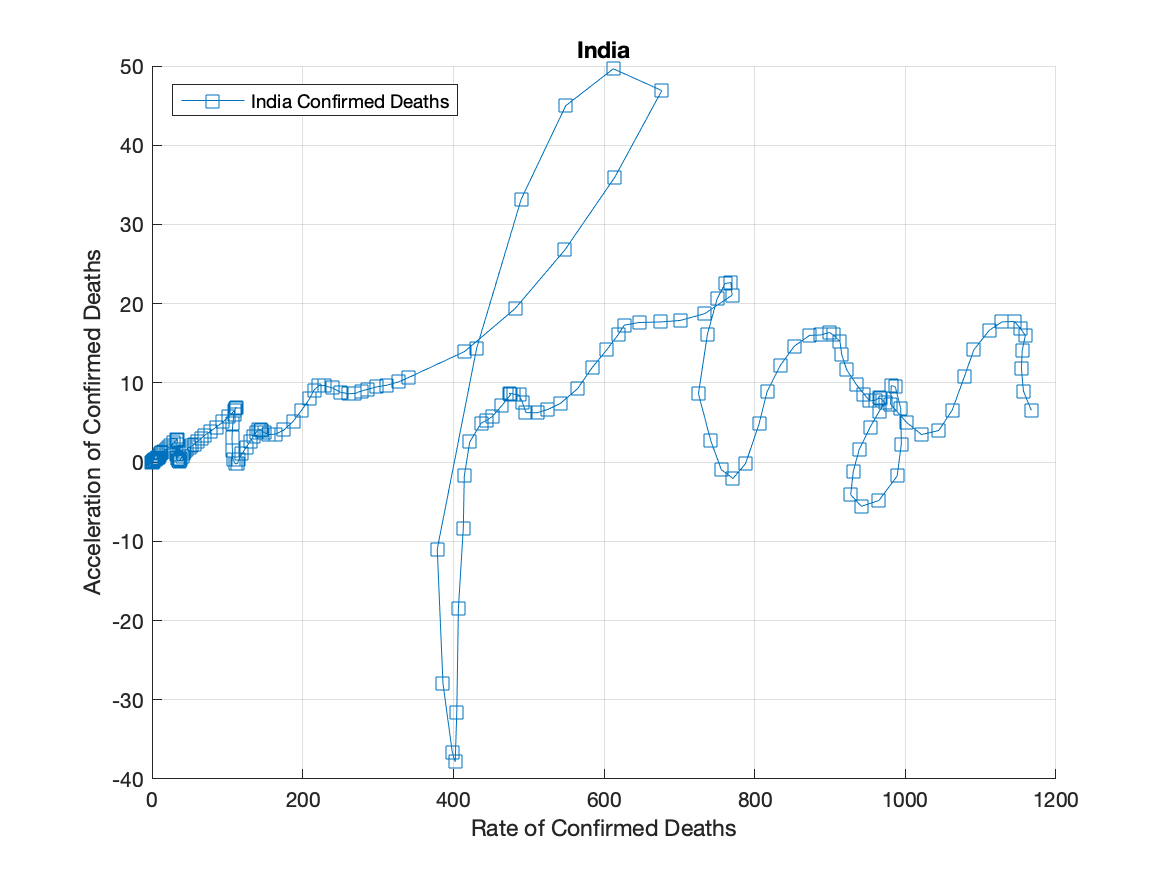 India
India Confirmed Deaths
50
40
30
20
10
0
-10
-20
-30
-40
Acceleration of Confirmed Deaths
0 200 400 600 800 1000 1200
Rate of Confirmed Deaths